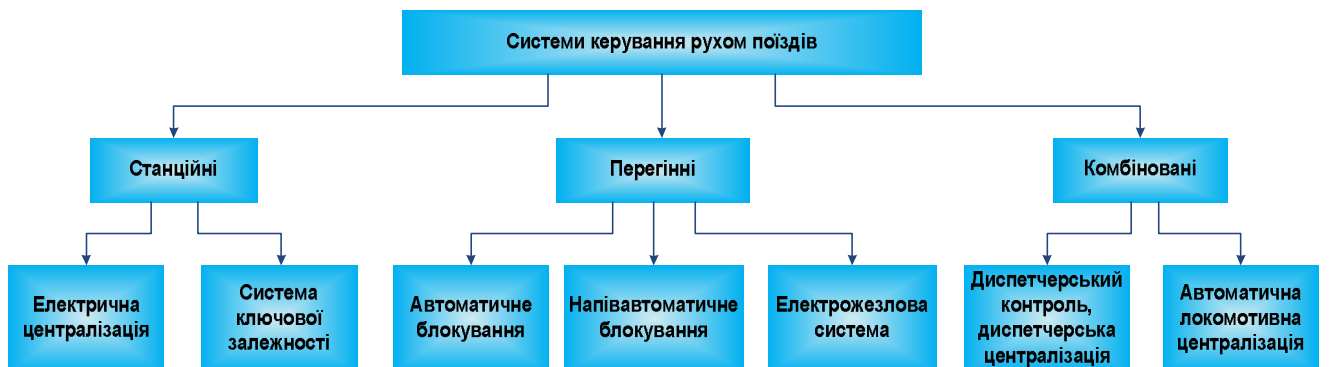 Системи керування рухом поїздів
Станційні
Перегінні
Комбіновані
Електрична
централізація
Система
ключової
залежності
Автоматичне
блокування
Напівавтоматичне
блокування
Електрожезлова
система
Диспетчерський
контроль,
диспетчерська
централізація
Автоматична
локомотивна
централізація